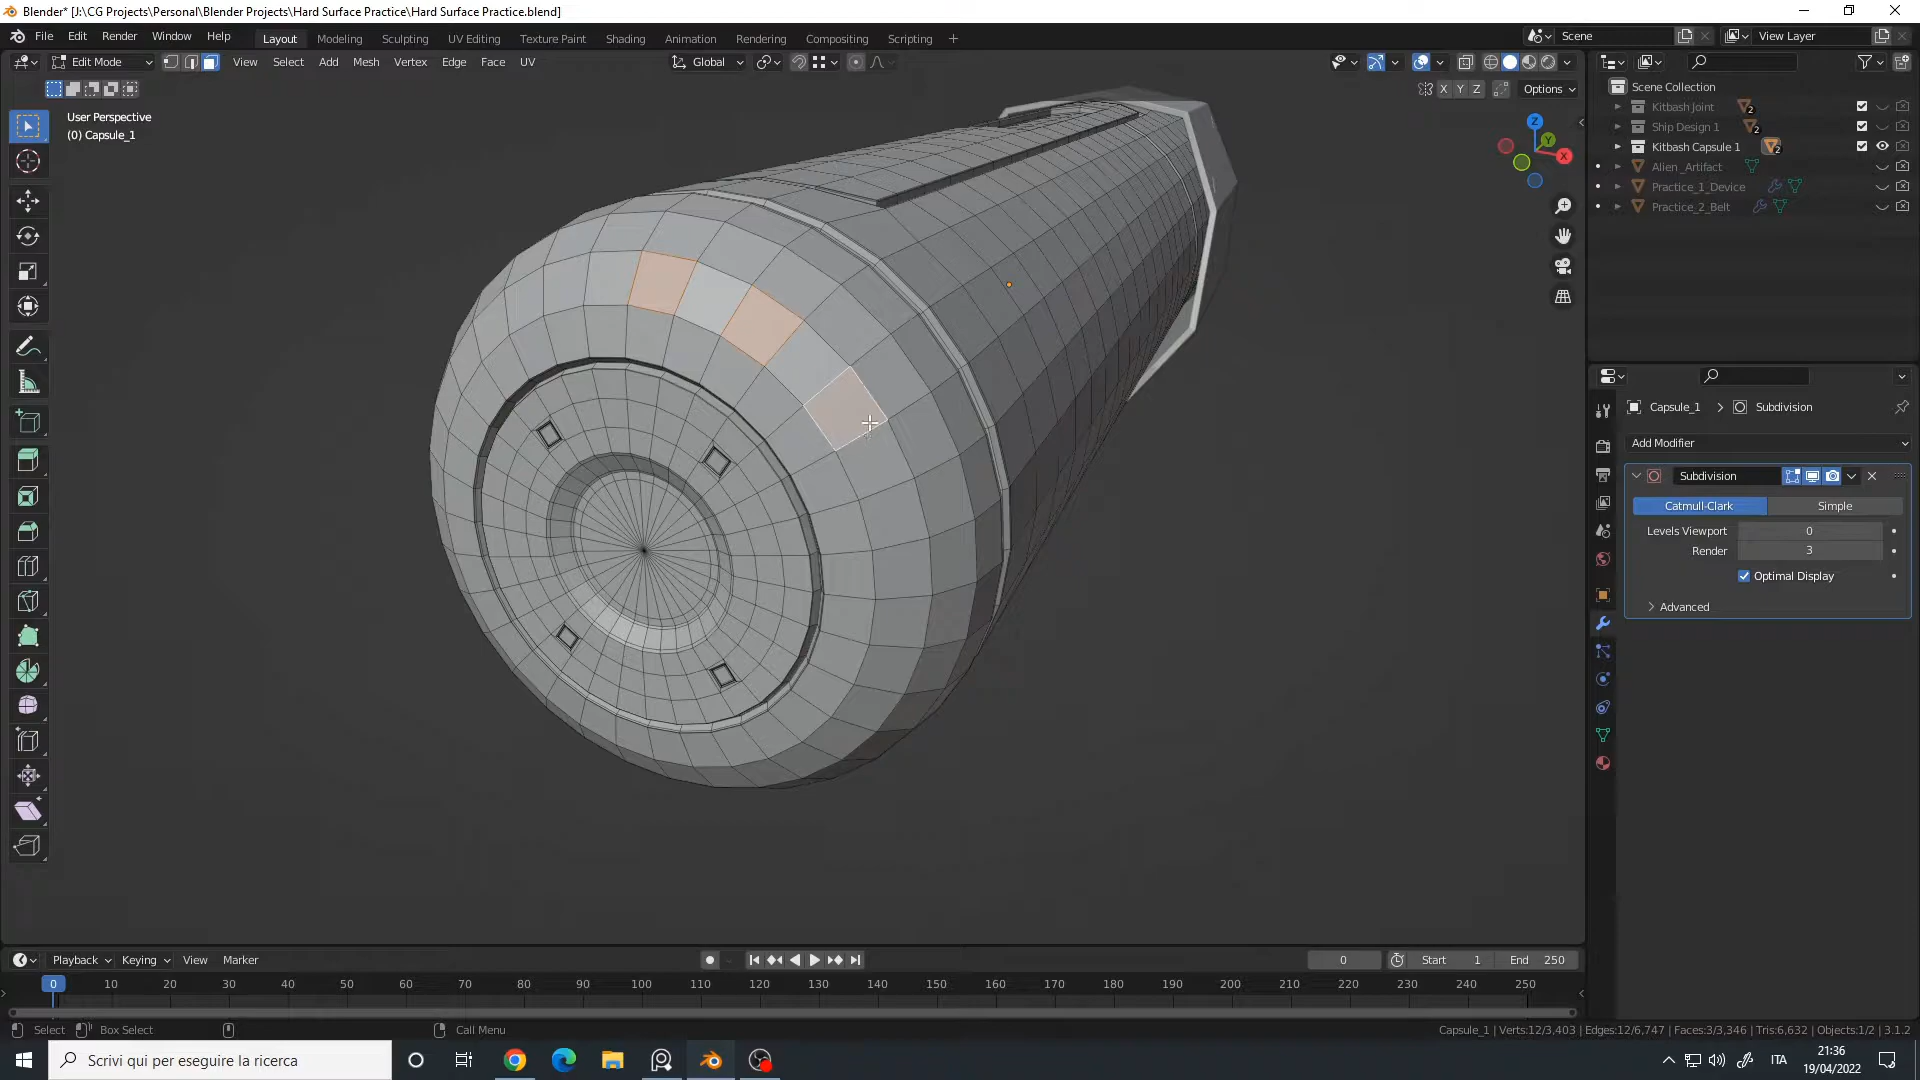 Blender* [J:\CG Projects\Personal\Blender Projects\Hard Surface Practice\Hard Surface Practice.blend]
File Edit Render Window Help Layout Modeling Sculpting UV Editing Texture Paint Shading Animation Rendering Compositing Scripting Scene View Layer
Edit Mode View Select Add Mesh Vertex Edge Face UV Global
X Y Z Options
User Perspective
(0) Capsule_1
Z
Y
X
Scene Collection
Kitbash Joint 2
Ship Design 1 2
Kitbash Capsule 1 2
Alien _Artifact
Practice_1_Device
Practice_2_Belt
Capsule_1 Subdivision
Add Modifier
Subdivision
Catmull-Clark Simple
Levels Viewport 0
Render 3
Optimal Display
Advanced
Playback Keying View Marker 0 Start 1 End 250
0 10 20 30 40 50 60 70 80 90 100 110 120 130 140 150 160 170 180 190 200 210 220 230 240 250
Select Box Select Call Menu Capsule_1 | Verts:12/3,403 | Edges:12/6,747 | Faces:3/3,346 | Tris:6,632 | Objects:1/2 | 3.1.2
Scrivi qui per eseguire la ricerca ITA
21:36
19/04/2022